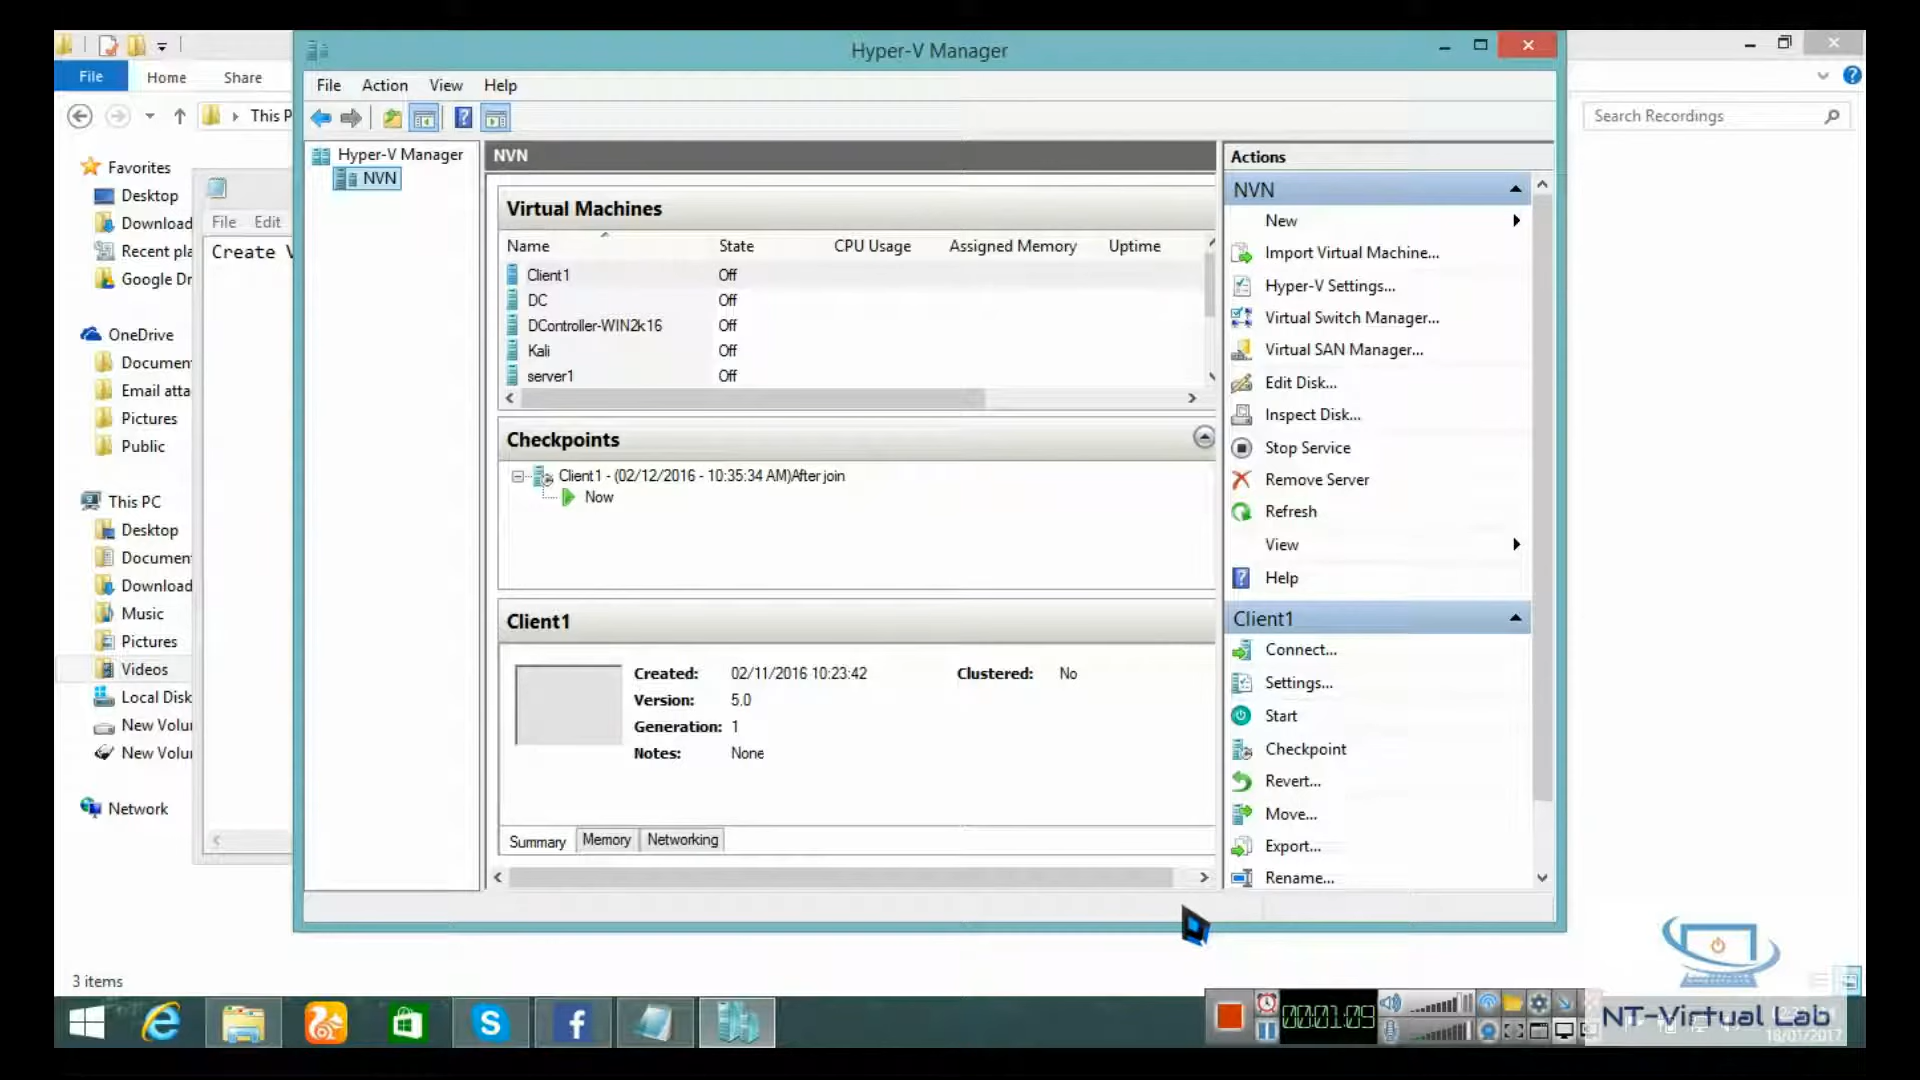 Hyper-V Manager
File
Home
Share
This P
Search Recordings
File Action View Help
Favorites
Desktop
Download
Recent pla
Google Dr
OneDrive
Documen
Email atta
Pictures
Public
This PC
Desktop
Documen
Download
Music
Pictures
Videos
Local Disk
New Volu
New Volu
Network
3 items
File Edit
Create V
Hyper-V Manager
NVN
NVN
Virtual Machines
Name State CPU Usage Assigned Memory Uptime
Client1 Off
DC Off
DController-WIN2k16 Off
Kali Off
server1 Off
Checkpoints
Client1 - (02/12/2016 - 10:35:34 AM)After join
Now
Client1
Created: 02/11/2016 10:23:42 Clustered: No
Version: 5.0
Generation: 1
Notes: None
Summary Memory Networking
Actions
NVN
New
Import Virtual Machine...
Hyper-V Settings...
Virtual Switch Manager...
Virtual SAN Manager...
Edit Disk...
Inspect Disk...
Stop Service
Remove Server
Refresh
View
Help
Client1
Connect...
Settings...
Start
Checkpoint
Revert...
Move...
Export...
Rename...
00:01:09
NT-Virtual Lab
18/01/2017